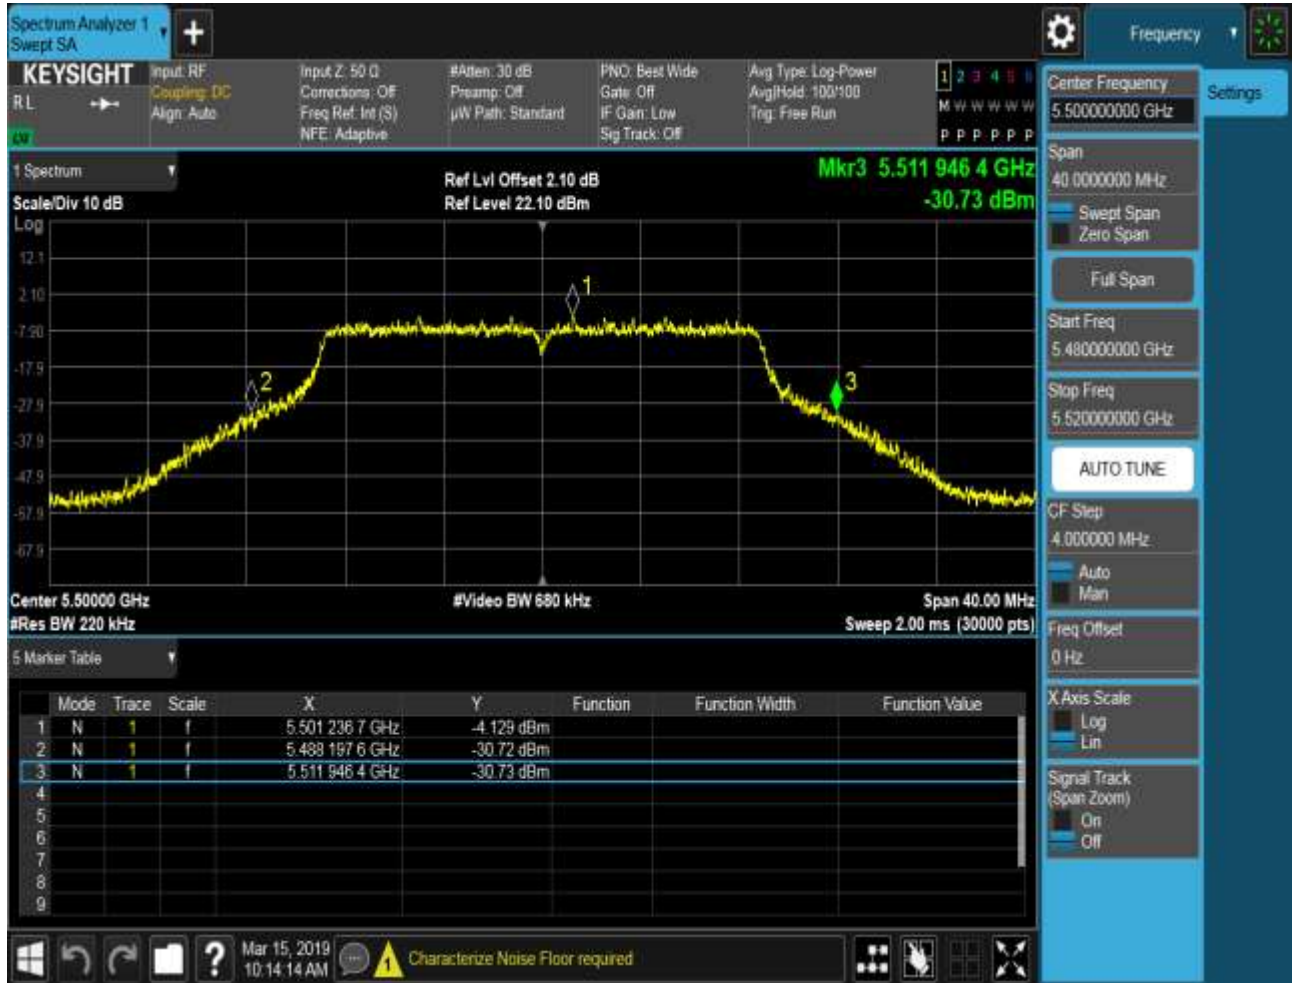 Spectrum Analyzer 1
Swept SA
Frequency
KEYSIGHT
RL
Input: RF
Coupling: DC
Align: Auto
Input Z: 50 Ω
Corrections: Off
Freq Ref: Int (S)
NFE: Adaptive
#Atten: 30 dB
Preamp: Off
µW Path: Standard
PNO: Best Wide
Gate: Off
IF Gain: Low
Sig Track: Off
Avg Type: Log-Power
Avg|Hold: 100/100
Trig: Free Run
1 2 3 4 5 6
M W W W W W
P P P P P P
1 Spectrum
Scale/Div 10 dB
Ref Lvl Offset 2.10 dB
Ref Level 22.10 dBm
Mkr3 5.511 946 4 GHz
-30.73 dBm
Log
12.1
2.10
-7.90
-17.9
-27.9
-37.9
-47.9
-57.9
-67.9
1
2
3
Center 5.50000 GHz
#Video BW 680 kHz
Span 40.00 MHz
#Res BW 220 kHz
Sweep 2.00 ms (30000 pts)
5 Marker Table
Mode Trace Scale X Y Function Function Width Function Value
1 N 1 f 5.501 236 7 GHz -4.129 dBm
2 N 1 f 5.488 197 6 GHz -30.72 dBm
3 N 1 f 5.511 946 4 GHz -30.73 dBm
4
5
6
7
8
9
Mar 15, 2019
10:14:14 AM
1
Characterize Noise Floor required
Settings
Center Frequency
5.500000000 GHz
Span
40.0000000 MHz
Swept Span
Zero Span
Full Span
Start Freq
5.480000000 GHz
Stop Freq
5.520000000 GHz
AUTO TUNE
CF Step
4.000000 MHz
Auto
Man
Freq Offset
0 Hz
X Axis Scale
Log
Lin
Signal Track
(Span Zoom)
On
Off